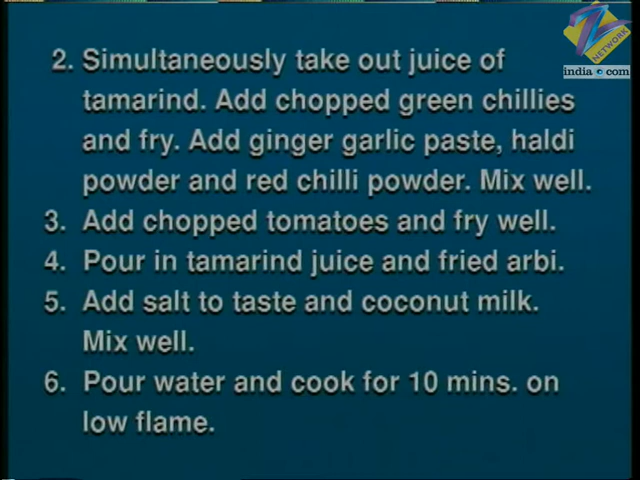 Z NETWORK
india.com
2. Simultaneously take out juice of
tamarind. Add chopped green chillies
and fry. Add ginger garlic paste, haldi
powder and red chilli powder. Mix well.
3. Add chopped tomatoes and fry well.
4. Pour in tamarind juice and fried arbi.
5. Add salt to taste and coconut milk.
Mix well.
6. Pour water and cook for 10 mins. on
low flame.